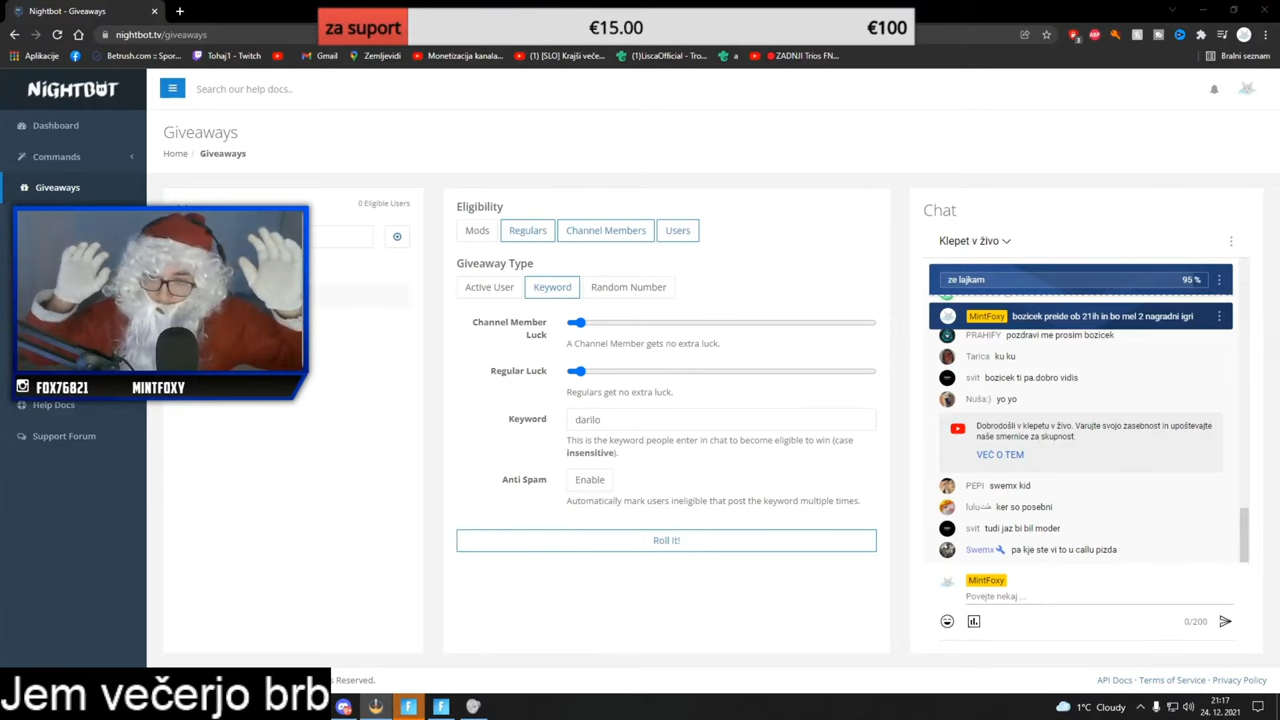 Nightbot - Giveaways
za suport
€15.00
€100
nightbot.tv/giveaways
Aplikacije
Betrush.com :: Spor...
Tohaj1 - Twitch
Gmail
Zemljevidi
Monetizacija kanala...
(1) [SLO] Krajši veče...
(1)LiscaOfficial - Tro...
a
ZADNJI Trios FN...
Bralni seznam
NIGHTBOT
Search our help docs..
Dashboard
Commands
Giveaways
Help Docs
Support Forum
Giveaways
Home / Giveaways
0 Eligible Users
FOX76821
MINTFOXY
Eligibility
Mods
Regulars
Channel Members
Users
Giveaway Type
Active User
Keyword
Random Number
Channel Member Luck
A Channel Member gets no extra luck.
Regular Luck
Regulars get no extra luck.
Keyword
darilo
This is the keyword people enter in chat to become eligible to win (case
insensitive).
Anti Spam
Enable
Automatically mark users ineligible that post the keyword multiple times.
Roll It!
Chat
Klepet v živo
ze lajkam
95 %
MintFoxy bozicek preide ob 21ih in bo mel 2 nagradni igri
PRAHIFY pozdravi me prosim bozicek
Tarica ku ku
svit bozicek ti pa.dobro vidis
Nuša:) yo yo
Dobrodošli v klepetu v živo. Varujte svojo zasebnost in upoštevajte
naše smernice za skupnost.
VEČ O TEM
PEPI swemx kid
ker so posebni
svit tudi jaz bi bil moder
Swemx pa kje ste vi to u callu pizda
MintFoxy
Povejte nekaj ...
0/200
s Reserved.
API Docs · Terms of Service · Privacy Policy
Jem večerjo brb
1°C Cloudy
21:17
24. 12. 2021